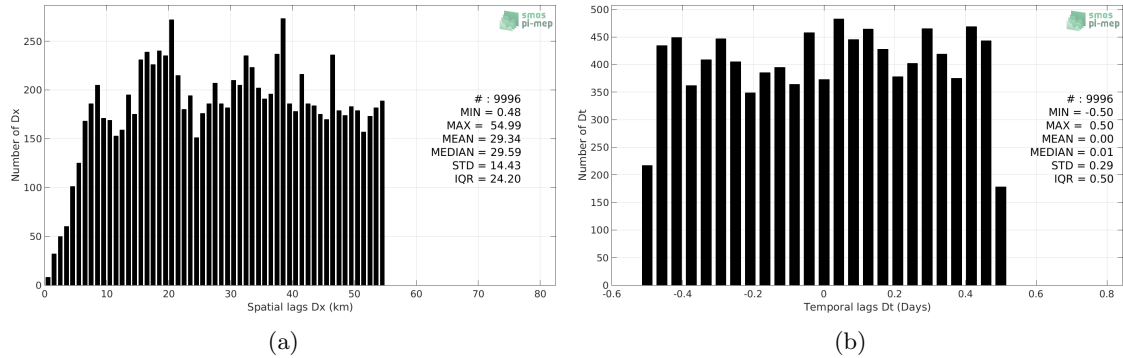 smos
pi-mep
Number of Dx
250
200
150
100
50
0
# : 9996
MIN = 0.48
MAX = 54.99
MEAN = 29.34
MEDIAN = 29.59
STD = 14.43
IQR = 24.20
0 10 20 30 40 50 60 70 80
Spatial lags Dx (km)
(a)
smos
pi-mep
Number of Dt
500
450
400
350
300
250
200
150
100
50
0
# : 9996
MIN = -0.50
MAX = 0.50
MEAN = 0.00
MEDIAN = 0.01
STD = 0.29
IQR = 0.50
-0.6 -0.4 -0.2 0 0.2 0.4 0.6 0.8
Temporal lags Dt (Days)
(b)